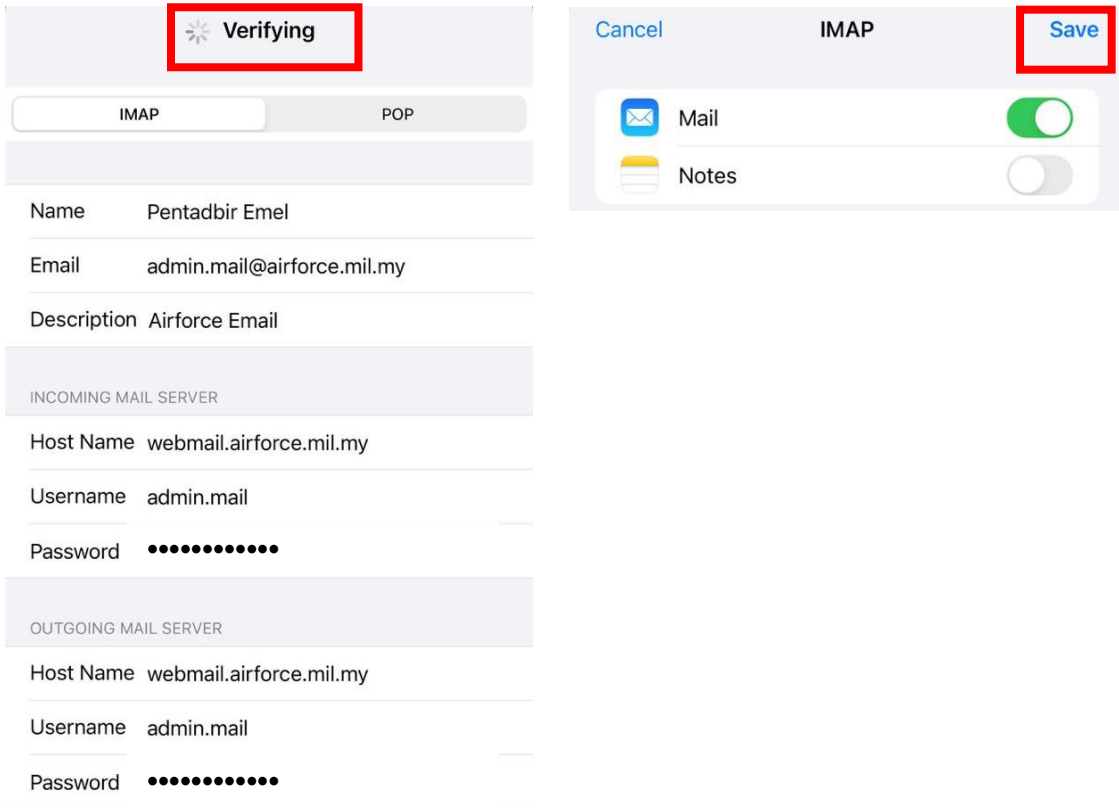 Verifying
IMAP POP
Name Pentadbir Emel
Email admin.mail@airforce.mil.my
Description Airforce Email
INCOMING MAIL SERVER
Host Name webmail.airforce.mil.my
Username admin.mail
Password ••••••••••••
OUTGOING MAIL SERVER
Host Name webmail.airforce.mil.my
Username admin.mail
Password ••••••••••••
Cancel IMAP Save
Mail
Notes